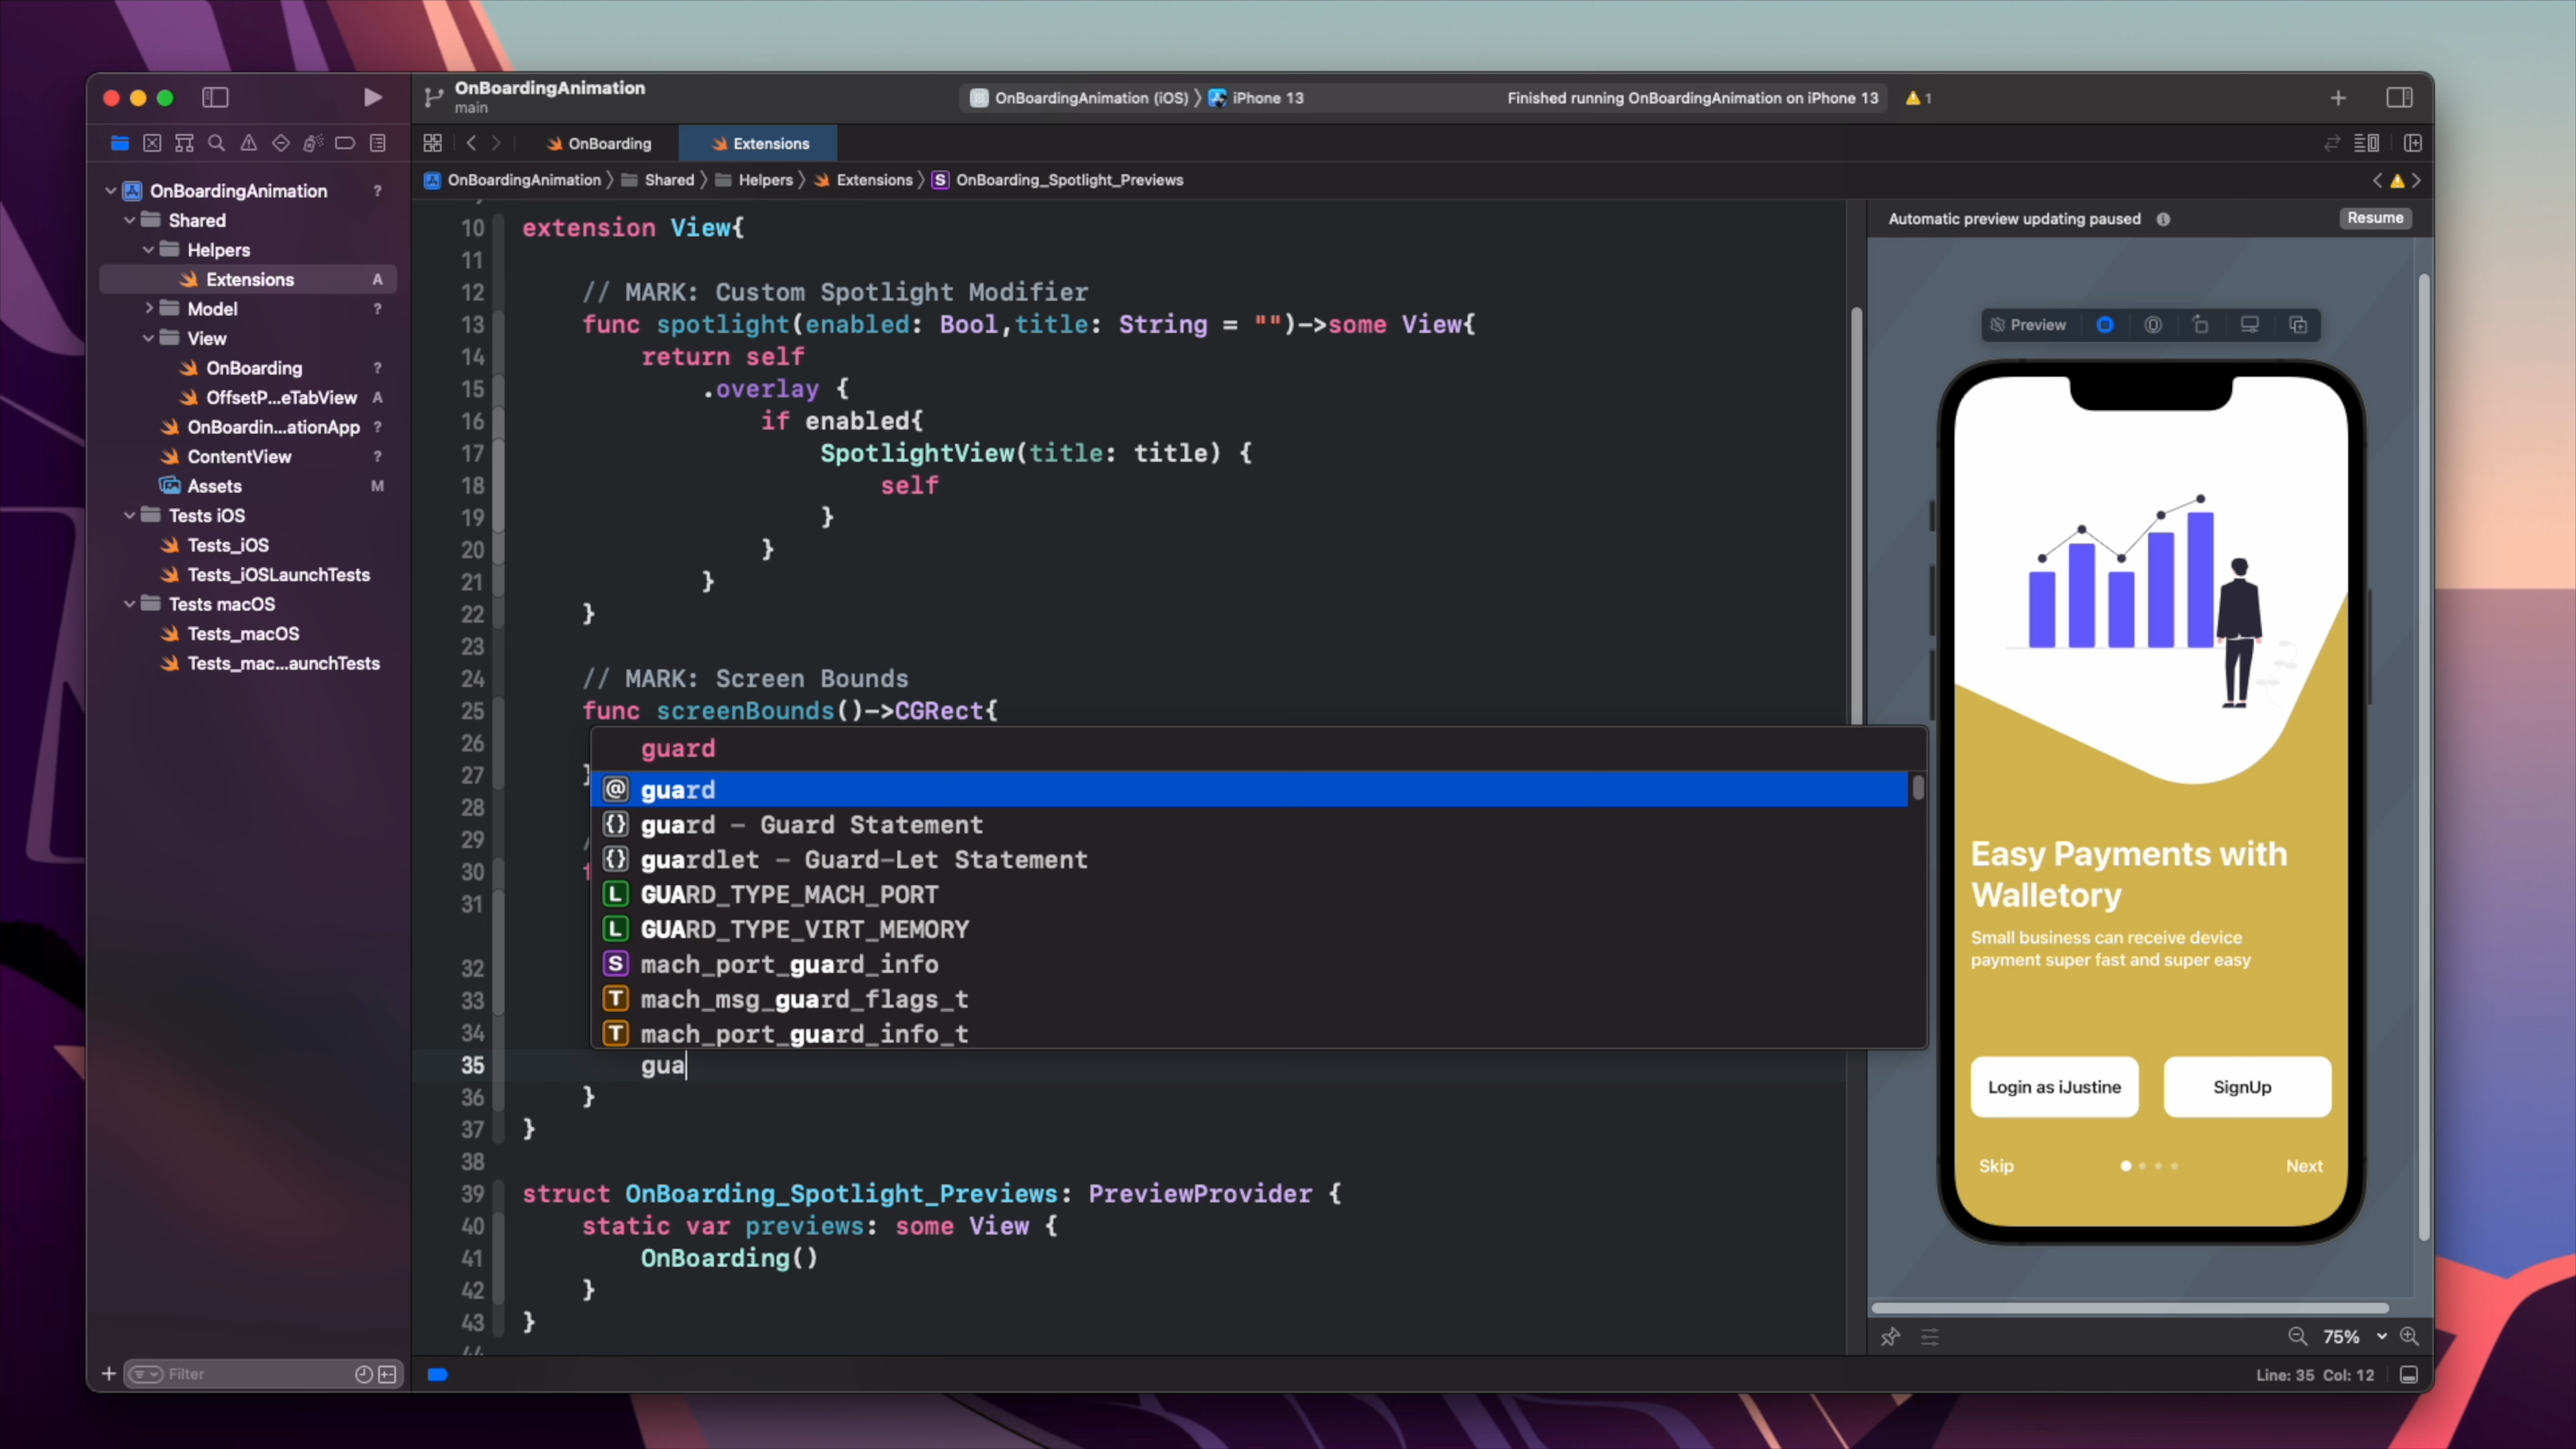 OnBoardingAnimation
main
OnBoardingAnimation (iOS) 〉 iPhone 13
Finished running OnBoardingAnimation on iPhone 13
1
OnBoarding
Extensions
OnBoardingAnimation 〉 Shared 〉 Helpers 〉 Extensions 〉 S OnBoarding_Spotlight_Previews
OnBoardingAnimation ?
Shared
Helpers
Extensions A
Model ?
View
OnBoarding ?
OffsetP...eTabView A
OnBoardin...ationApp ?
ContentView ?
Assets M
Tests iOS
Tests_iOS
Tests_iOSLaunchTests
Tests macOS
Tests_macOS
Tests_mac...aunchTests
Filter
10 extension View{
11
12 // MARK: Custom Spotlight Modifier
13 func spotlight(enabled: Bool,title: String = "")->some View{
14 return self
15 .overlay {
16 if enabled{
17 SpotlightView(title: title) {
18 self
19 }
20 }
21 }
22 }
23
24 // MARK: Screen Bounds
25 func screenBounds()->CGRect{
26
27 }
28
29 /
30 f
31
32
33
34
guard
@ guard
{} guard – Guard Statement
{} guardlet – Guard-Let Statement
L GUARD_TYPE_MACH_PORT
L GUARD_TYPE_VIRT_MEMORY
S mach_port_guard_info
T mach_msg_guard_flags_t
T mach_port_guard_info_t
35 gua
36 }
37 }
38
39 struct OnBoarding_Spotlight_Previews: PreviewProvider {
40 static var previews: some View {
41 OnBoarding()
42 }
43 }
Automatic preview updating paused
Resume
Preview
Easy Payments with
Walletory
Small business can receive device
payment super fast and super easy
Login as iJustine
SignUp
Skip
Next
75%
Line: 35 Col: 12